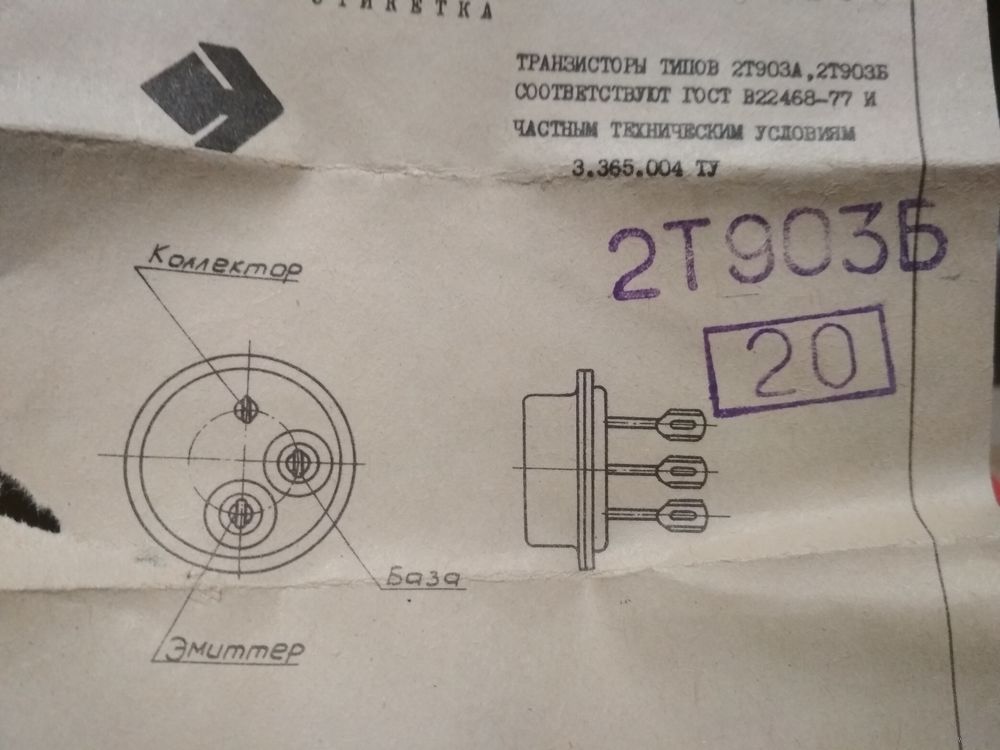 ЭТИКЕТКА
ТРАНЗИСТОРЫ ТИПОВ 2Т903А,2Т903Б
СООТВЕТСТВУЮТ ГОСТ В22468-77 И
ЧАСТНЫМ ТЕХНИЧЕСКИМ УСЛОВИЯМ
3.365.004 ТУ
2Т903Б
20
Коллектор
База
Эмиттер